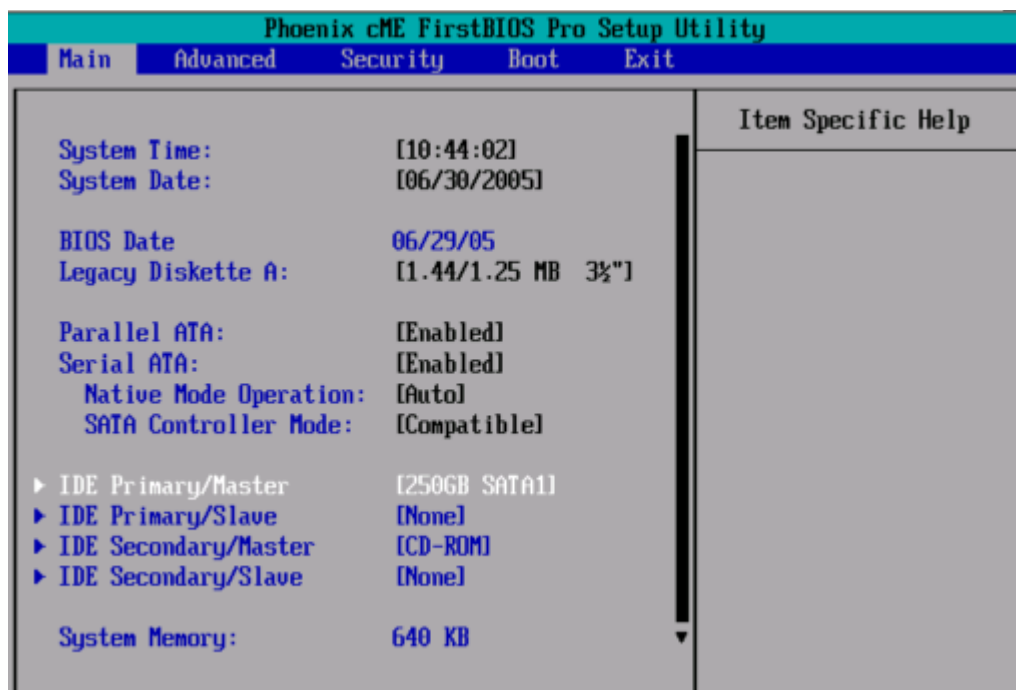 Phoenix cME FirstBIOS Pro Setup Utility
Main Advanced Security Boot Exit
Item Specific Help
System Time: [10:44:02]
System Date: [06/30/2005]
BIOS Date 06/29/05
Legacy Diskette A: [1.44/1.25 MB 3½"]
Parallel ATA: [Enabled]
Serial ATA: [Enabled]
Native Mode Operation: [Auto]
SATA Controller Mode: [Compatible]
IDE Primary/Master [250GB SATA1]
IDE Primary/Slave [None]
IDE Secondary/Master [CD-ROM]
IDE Secondary/Slave [None]
System Memory: 640 KB